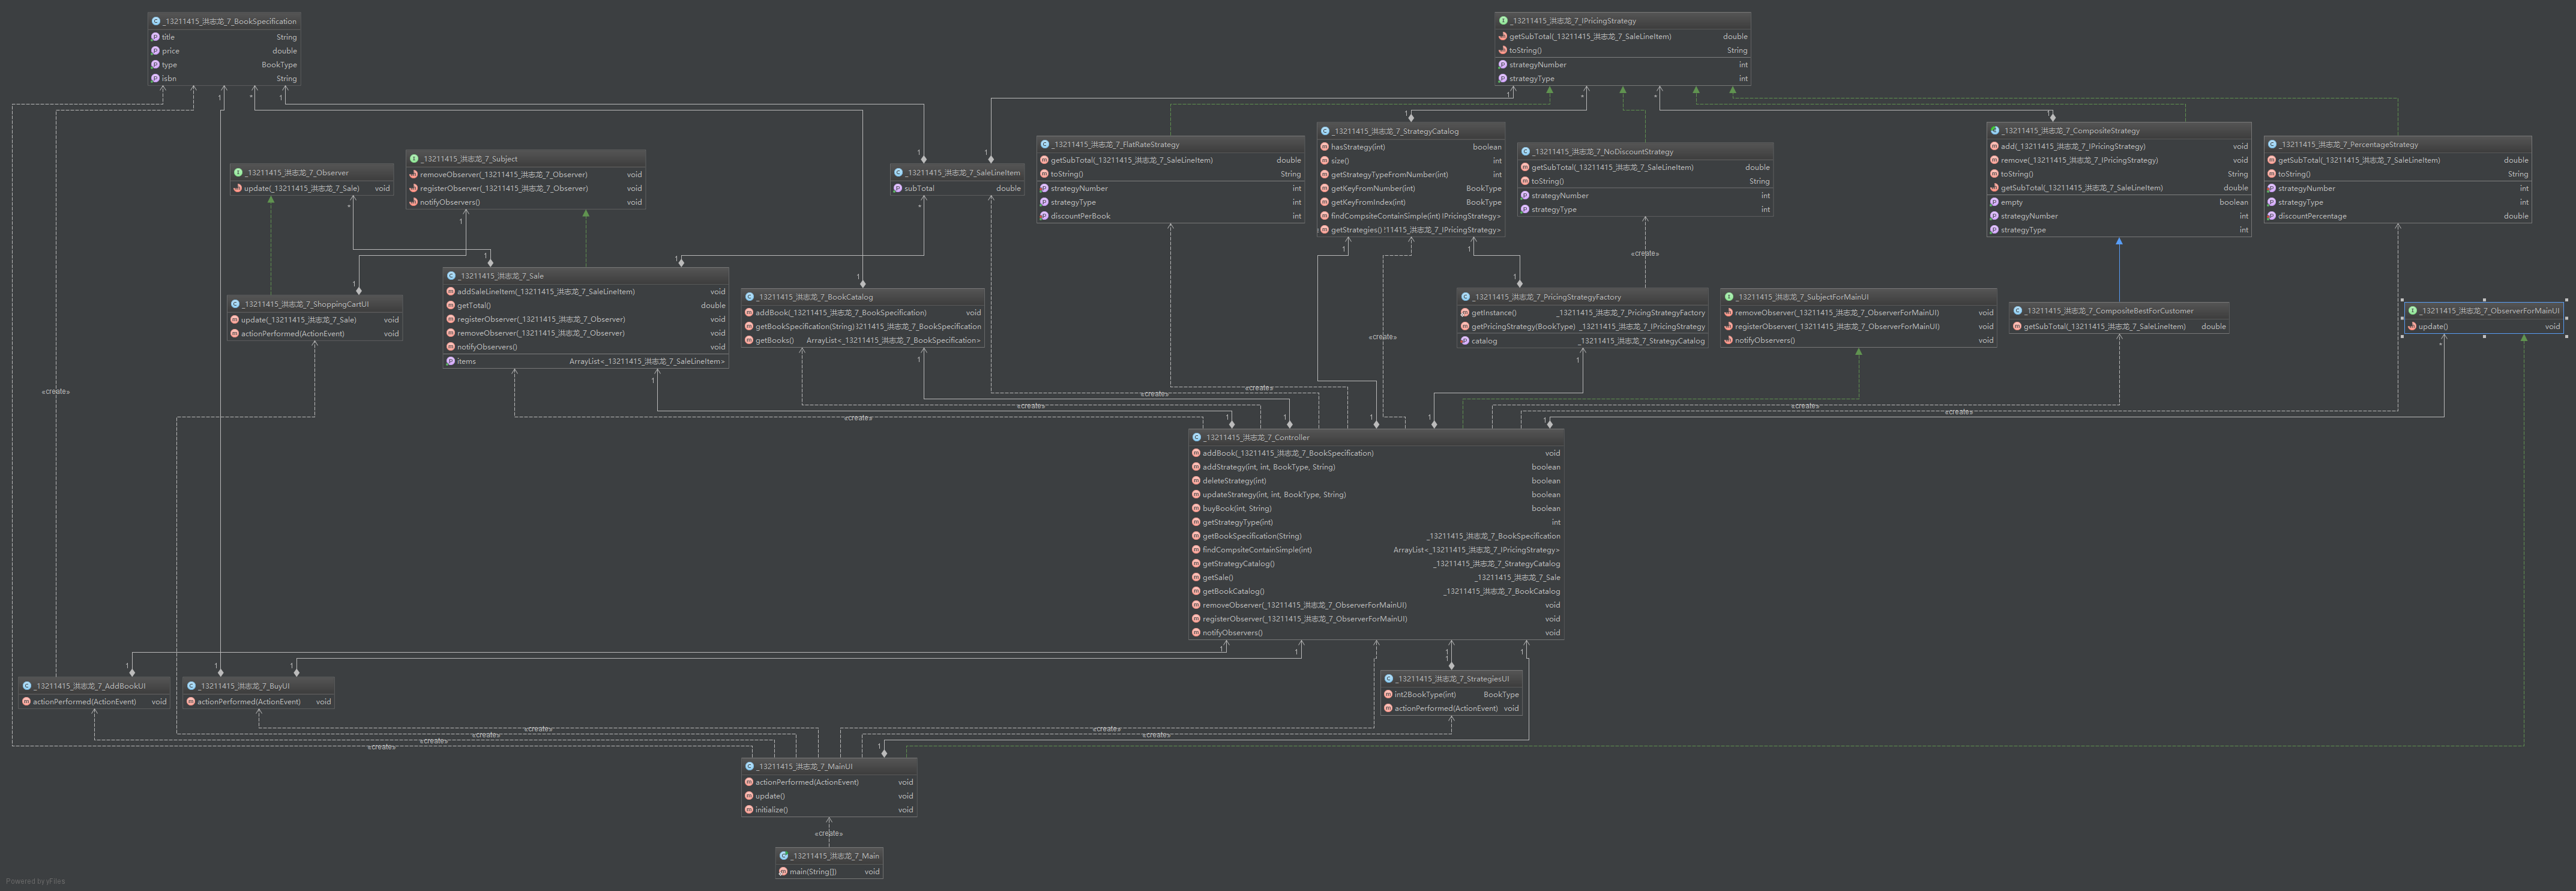 _13211415_洪志龙_7_BookSpecification
title String
price double
type BookType
isbn String
_13211415_洪志龙_7_IPricingStrategy
getSubTotal(_13211415_洪志龙_7_SaleLineItem) double
toString() String
strategyNumber int
strategyType int
_13211415_洪志龙_7_Observer
update(_13211415_洪志龙_7_Sale) void
_13211415_洪志龙_7_Subject
removeObserver(_13211415_洪志龙_7_Observer) void
registerObserver(_13211415_洪志龙_7_Observer) void
notifyObservers() void
_13211415_洪志龙_7_SaleLineItem
subTotal double
_13211415_洪志龙_7_FlatRateStrategy
getSubTotal(_13211415_洪志龙_7_SaleLineItem) double
toString() String
strategyNumber int
strategyType int
discountPerBook int
_13211415_洪志龙_7_StrategyCatalog
hasStrategy(int) boolean
size() int
getStrategyTypeFromNumber(int) int
getKeyFromNumber(int) BookType
getKeyFromIndex(int) BookType
findCompsiteContainSimple(int) IPricingStrategy>
getStrategies() !11415_洪志龙_7_IPricingStrategy>
_13211415_洪志龙_7_NoDiscountStrategy
getSubTotal(_13211415_洪志龙_7_SaleLineItem) double
toString() String
strategyNumber int
strategyType int
_13211415_洪志龙_7_CompositeStrategy
add(_13211415_洪志龙_7_IPricingStrategy) void
remove(_13211415_洪志龙_7_IPricingStrategy) void
toString() String
getSubTotal(_13211415_洪志龙_7_SaleLineItem) double
empty boolean
strategyNumber int
strategyType int
_13211415_洪志龙_7_PercentageStrategy
getSubTotal(_13211415_洪志龙_7_SaleLineItem) double
toString() String
strategyNumber int
strategyType int
discountPercentage double
_13211415_洪志龙_7_ShoppingCartUI
update(_13211415_洪志龙_7_Sale) void
actionPerformed(ActionEvent) void
_13211415_洪志龙_7_Sale
addSaleLineItem(_13211415_洪志龙_7_SaleLineItem) void
getTotal() double
registerObserver(_13211415_洪志龙_7_Observer) void
removeObserver(_13211415_洪志龙_7_Observer) void
notifyObservers() void
items ArrayList<_13211415_洪志龙_7_SaleLineItem>
_13211415_洪志龙_7_BookCatalog
addBook(_13211415_洪志龙_7_BookSpecification) void
getBookSpecification(String)3211415_洪志龙_7_BookSpecification
getBooks() ArrayList<_13211415_洪志龙_7_BookSpecification>
_13211415_洪志龙_7_PricingStrategyFactory
getInstance() _13211415_洪志龙_7_PricingStrategyFactory
getPricingStrategy(BookType) _13211415_洪志龙_7_IPricingStrategy
catalog _13211415_洪志龙_7_StrategyCatalog
_13211415_洪志龙_7_SubjectForMainUI
removeObserver(_13211415_洪志龙_7_ObserverForMainUI) void
registerObserver(_13211415_洪志龙_7_ObserverForMainUI) void
notifyObservers() void
_13211415_洪志龙_7_CompositeBestForCustomer
getSubTotal(_13211415_洪志龙_7_SaleLineItem) double
_13211415_洪志龙_7_ObserverForMainUI
update() void
«create»
«create»
«create»
«create»
«create»
«create»
«create»
«create»
«create»
_13211415_洪志龙_7_Controller
addBook(_13211415_洪志龙_7_BookSpecification) void
addStrategy(int, int, BookType, String) boolean
deleteStrategy(int) boolean
updateStrategy(int, int, BookType, String) boolean
buyBook(int, String) boolean
getStrategyType(int) int
getBookSpecification(String) _13211415_洪志龙_7_BookSpecification
findCompsiteContainSimple(int) ArrayList<_13211415_洪志龙_7_IPricingStrategy>
getStrategyCatalog() _13211415_洪志龙_7_StrategyCatalog
getSale() _13211415_洪志龙_7_Sale
getBookCatalog() _13211415_洪志龙_7_BookCatalog
removeObserver(_13211415_洪志龙_7_ObserverForMainUI) void
registerObserver(_13211415_洪志龙_7_ObserverForMainUI) void
notifyObservers() void
_13211415_洪志龙_7_AddBookUI
actionPerformed(ActionEvent) void
_13211415_洪志龙_7_BuyUI
actionPerformed(ActionEvent) void
_13211415_洪志龙_7_StrategiesUI
int2BookType(int) BookType
actionPerformed(ActionEvent) void
«create»
«create»
«create»
«create»
«create»
«create»
_13211415_洪志龙_7_MainUI
actionPerformed(ActionEvent) void
update() void
initialize() void
«create»
_13211415_洪志龙_7_Main
main(String[]) void
Powered by yFiles